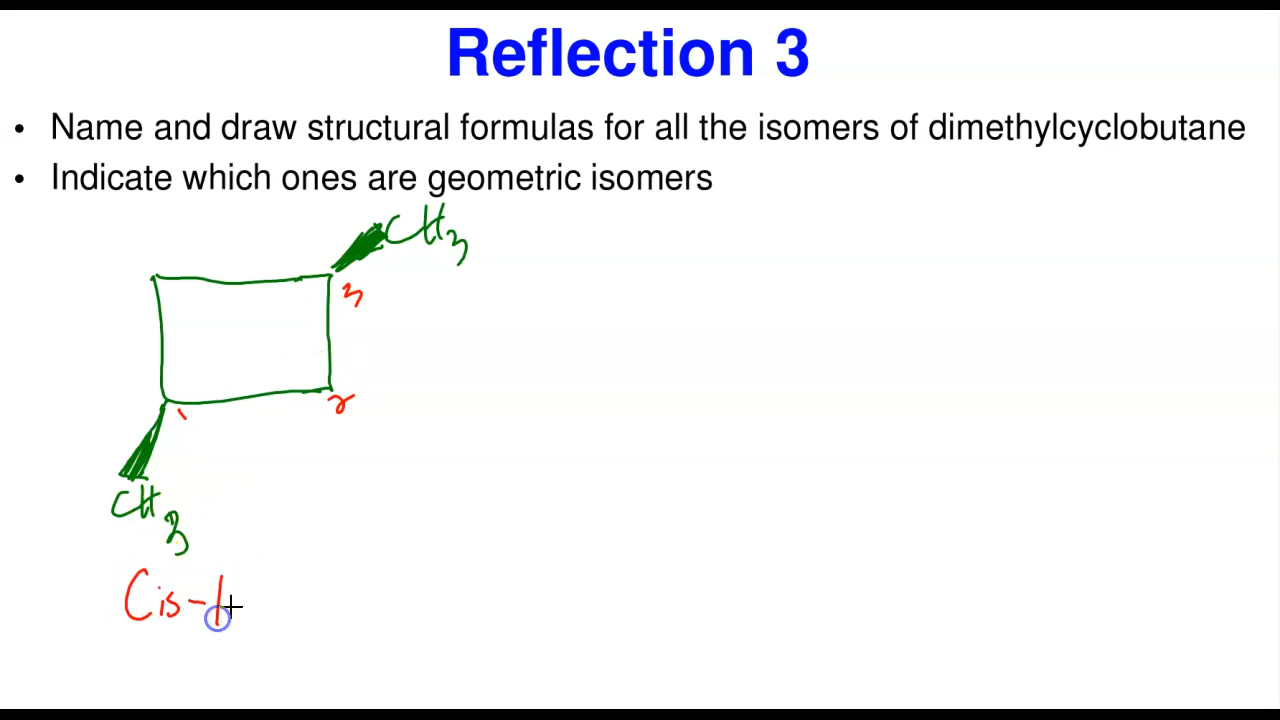 Reflection 3
• Name and draw structural formulas for all the isomers of dimethylcyclobutane
• Indicate which ones are geometric isomers
CH3
3
1
2
CH3
Cis-1